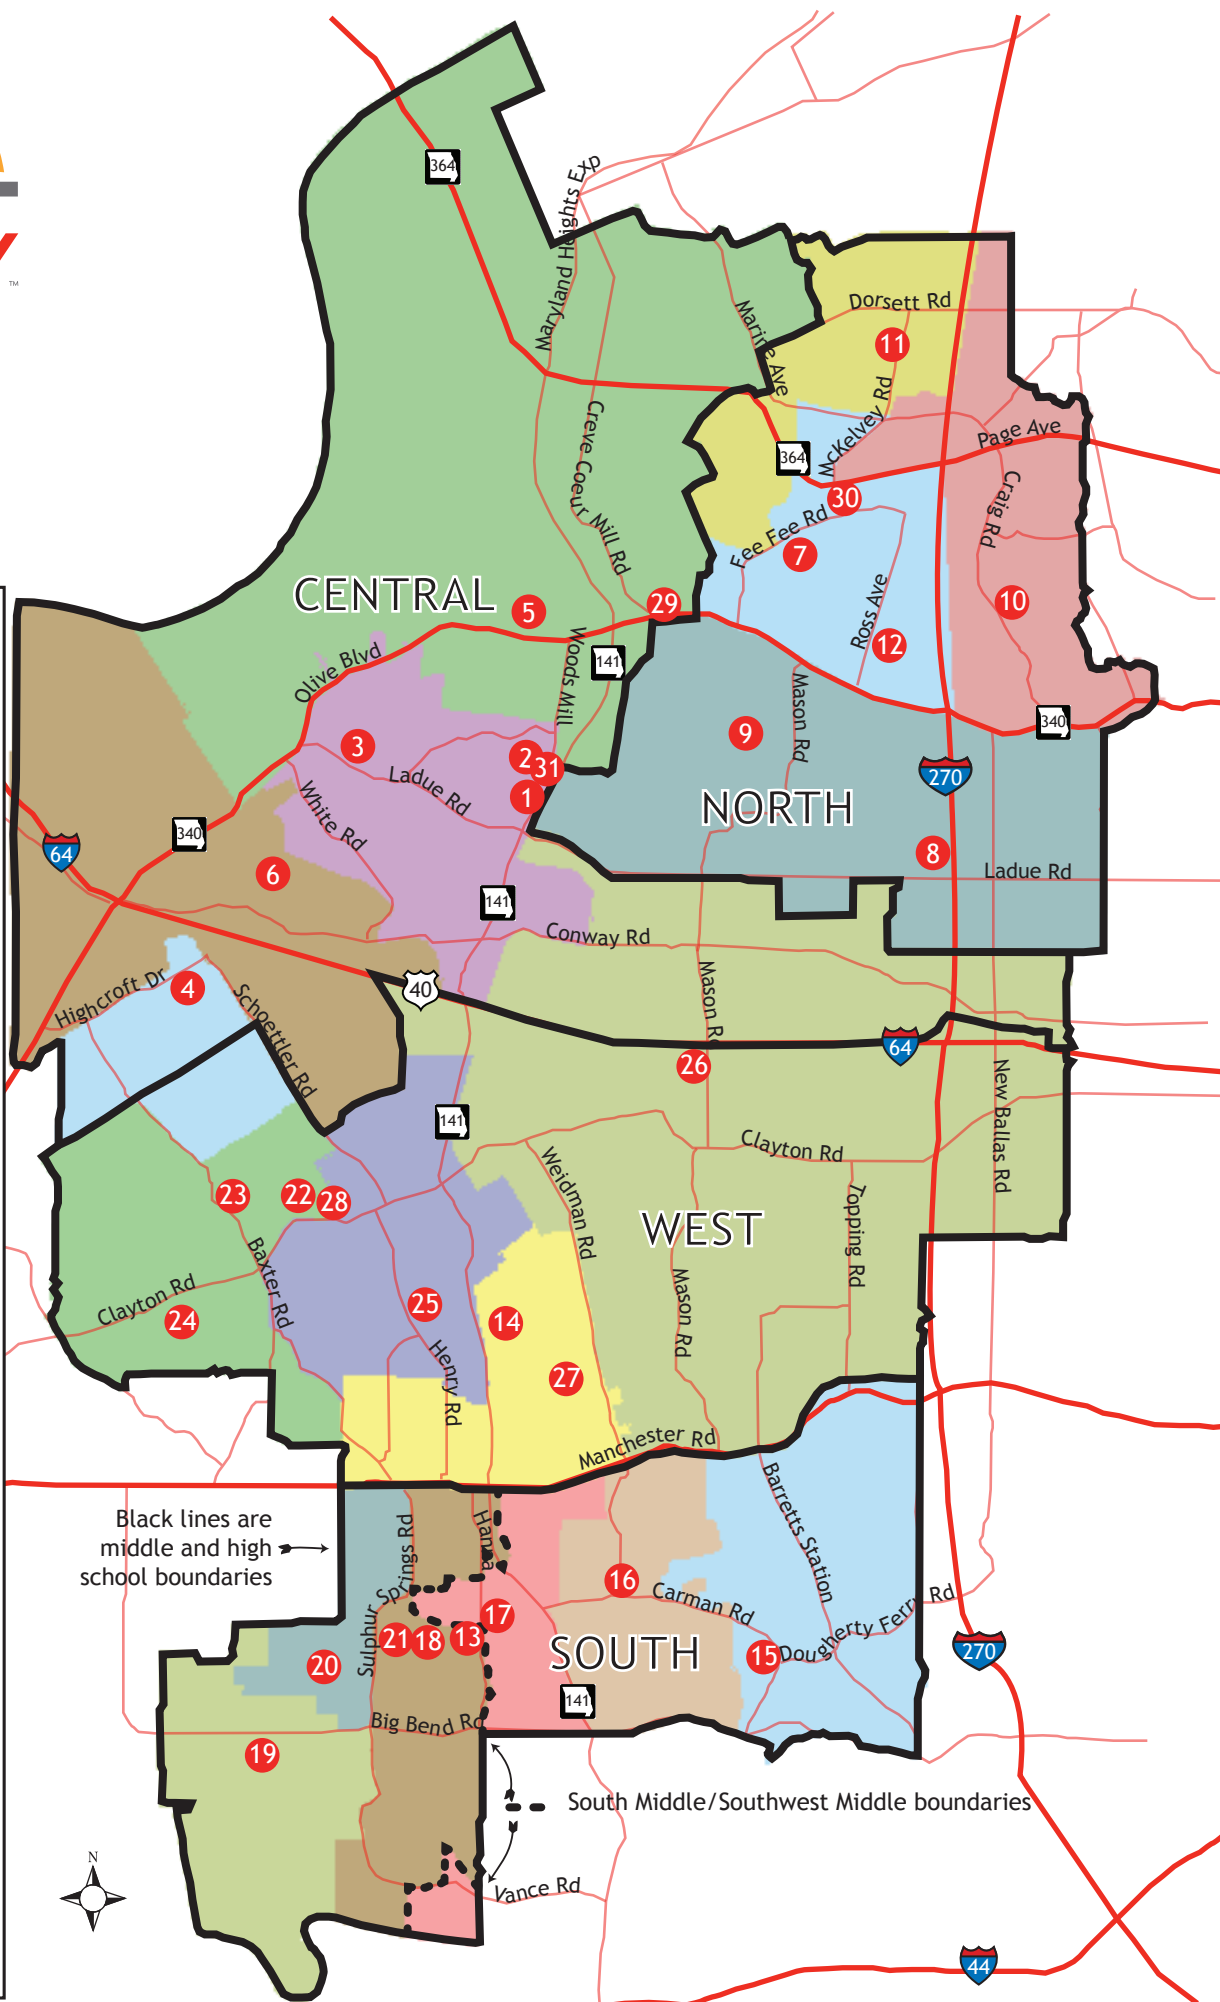 364
Maryland Heights Exp
TM
Dorsett Rd
Marine Ave
11
McKelvey Rd
Page Ave
364
Creve Coeur Mill Rd
Craig Rd
30
Fee Fee Rd
7
CENTRAL
5
29
Ross Ave
10
12
Olive Blvd
Woods Mill
141
Mason Rd
340
3
9
2
31
270
Ladue Rd
1
NORTH
White Rd
340
64
8
Ladue Rd
6
141
Conway Rd
Highcroft Dr
4
40
Schoettler Rd
Mason Rd
64
26
New Ballas Rd
141
Clayton Rd
Weidman Rd
23
22
28
WEST
Topping Rd
Baxter Rd
Clayton Rd
Mason Rd
25
24
14
Henry Rd
27
Manchester Rd
Black lines are
middle and high
school boundaries
Hanna
Barretts Station
Sulphur Springs Rd
16
Carman Rd
17
Dougherty Ferry Rd
21
18
13
SOUTH
15
270
20
141
Big Bend Rd
19
South Middle/Southwest Middle boundaries
N
Vance Rd
44